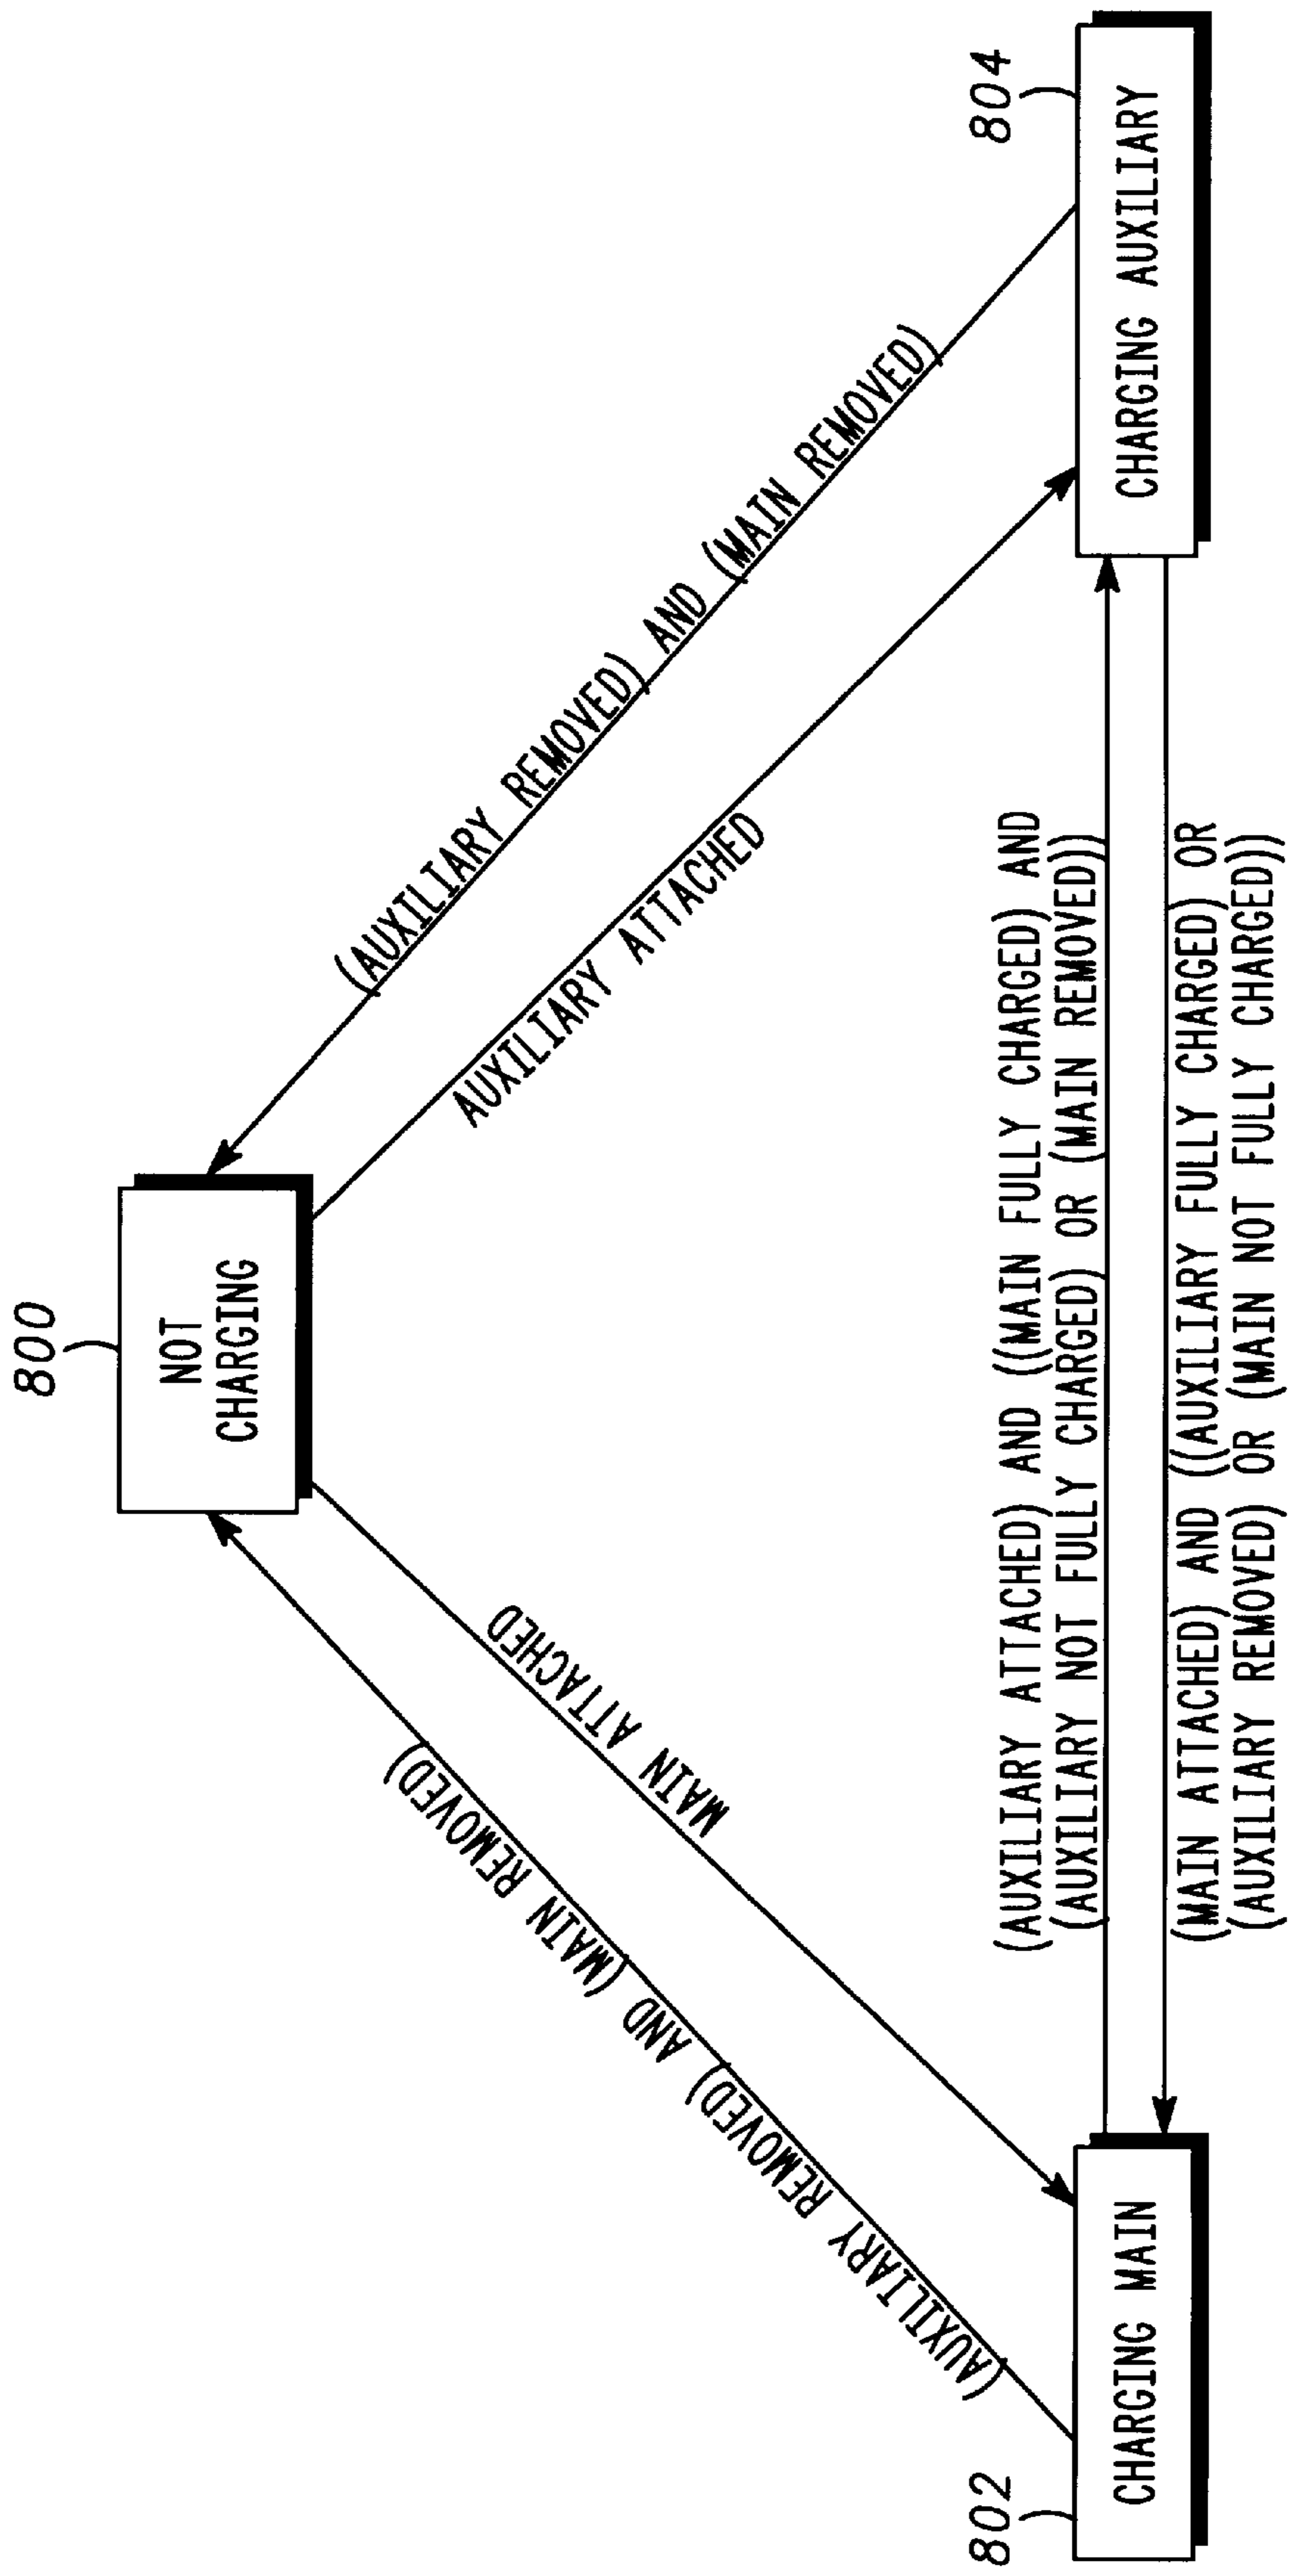 800
NOT
CHARGING
(AUXILIARY REMOVED) AND (MAIN REMOVED)
MAIN ATTACHED
(AUXILIARY REMOVED) AND (MAIN REMOVED)
AUXILIARY ATTACHED
(AUXILIARY ATTACHED) AND ((MAIN FULLY CHARGED) AND
(AUXILIARY NOT FULLY CHARGED) OR (MAIN REMOVED))
(MAIN ATTACHED) AND ((AUXILIARY FULLY CHARGED) OR
(AUXILIARY REMOVED) OR (MAIN NOT FULLY CHARGED))
802
CHARGING MAIN
804
CHARGING AUXILIARY